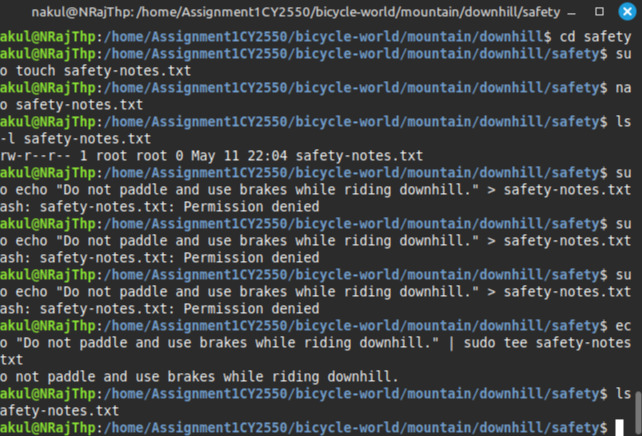 nakul@NRajThp: /home/Assignment1CY2550/bicycle-world/mountain/downhill/safety
akul@NRajThp:/home/Assignment1CY2550/bicycle-world/mountain/downhill$ cd safety
akul@NRajThp:/home/Assignment1CY2550/bicycle-world/mountain/downhill/safety$ su
o touch safety-notes.txt
akul@NRajThp:/home/Assignment1CY2550/bicycle-world/mountain/downhill/safety$ na
o safety-notes.txt
akul@NRajThp:/home/Assignment1CY2550/bicycle-world/mountain/downhill/safety$ ls
-l safety-notes.txt
rw-r--r-- 1 root root 0 May 11 22:04 safety-notes.txt
akul@NRajThp:/home/Assignment1CY2550/bicycle-world/mountain/downhill/safety$ su
o echo "Do not paddle and use brakes while riding downhill." > safety-notes.txt
ash: safety-notes.txt: Permission denied
akul@NRajThp:/home/Assignment1CY2550/bicycle-world/mountain/downhill/safety$ su
o echo "Do not paddle and use brakes while riding downhill." > safety-notes.txt
ash: safety-notes.txt: Permission denied
akul@NRajThp:/home/Assignment1CY2550/bicycle-world/mountain/downhill/safety$ su
o echo "Do not paddle and use brakes while riding downhill." > safety-notes.txt
ash: safety-notes.txt: Permission denied
akul@NRajThp:/home/Assignment1CY2550/bicycle-world/mountain/downhill/safety$ ec
o "Do not paddle and use brakes while riding downhill." | sudo tee safety-notes
txt
o not paddle and use brakes while riding downhill.
akul@NRajThp:/home/Assignment1CY2550/bicycle-world/mountain/downhill/safety$ ls
afety-notes.txt
akul@NRajThp:/home/Assignment1CY2550/bicycle-world/mountain/downhill/safety$